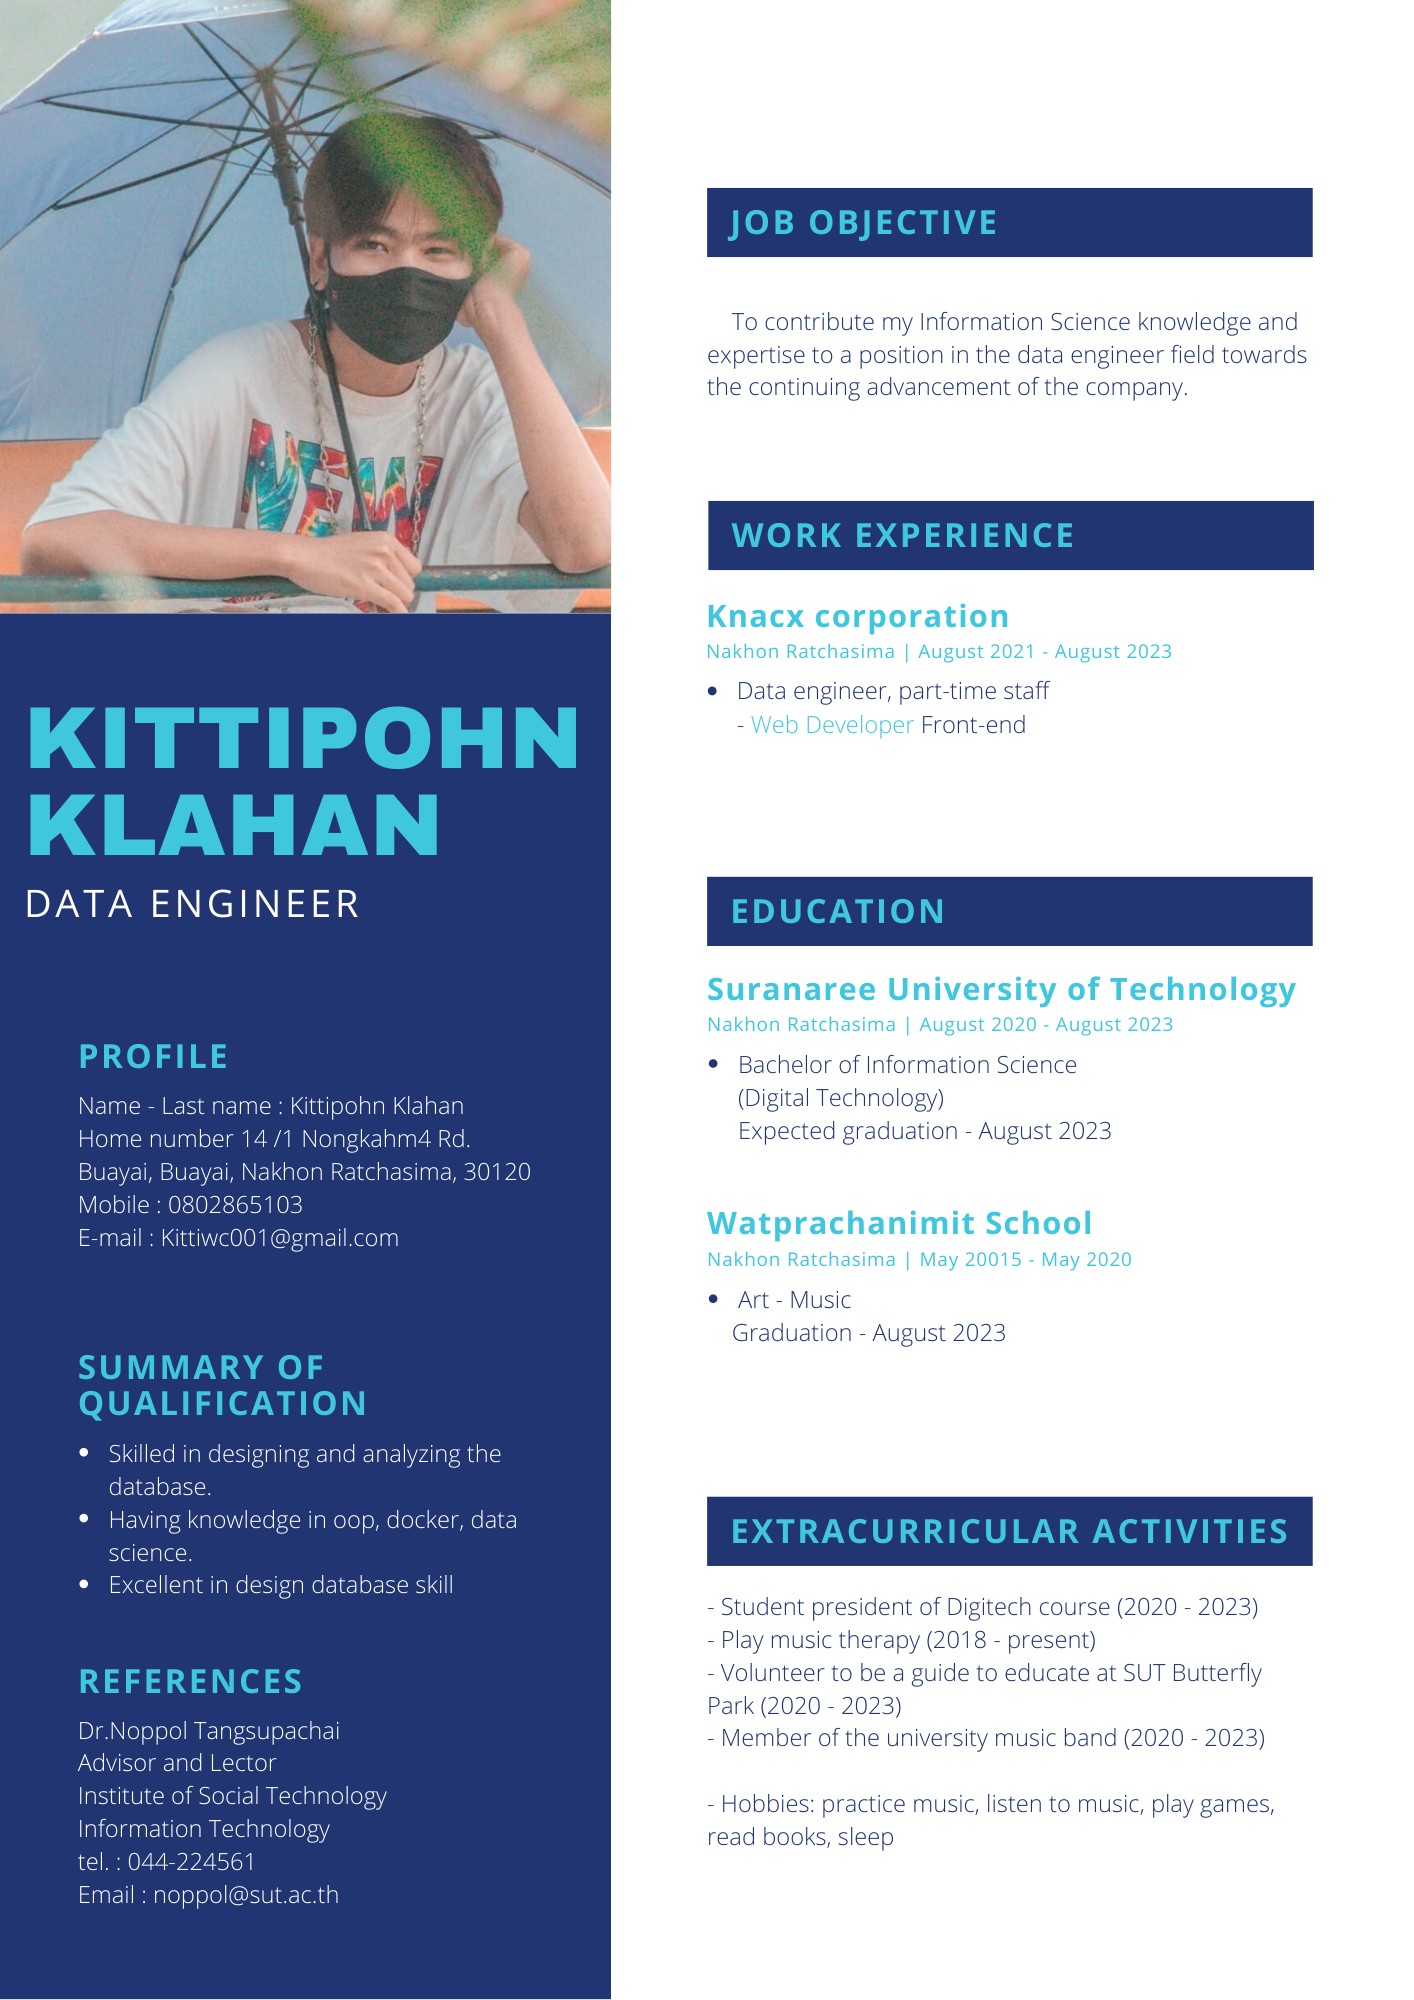 NEW
KITTIPOHN
KLAHAN
DATA ENGINEER
PROFILE
Name - Last name : Kittipohn Klahan
Home number 14 /1 Nongkahm4 Rd.
Buayai, Buayai, Nakhon Ratchasima, 30120
Mobile : 0802865103
E-mail : Kittiwc001@gmail.com
SUMMARY OF
QUALIFICATION
• Skilled in designing and analyzing the
database.
• Having knowledge in oop, docker, data
science.
• Excellent in design database skill
REFERENCES
Dr.Noppol Tangsupachai
Advisor and Lector
Institute of Social Technology
Information Technology
tel. : 044-224561
Email : noppol@sut.ac.th
JOB OBJECTIVE
To contribute my Information Science knowledge and
expertise to a position in the data engineer field towards
the continuing advancement of the company.
WORK EXPERIENCE
Knacx corporation
Nakhon Ratchasima | August 2021 - August 2023
• Data engineer, part-time staff
- Web Developer Front-end
EDUCATION
Suranaree University of Technology
Nakhon Ratchasima | August 2020 - August 2023
• Bachelor of Information Science
(Digital Technology)
Expected graduation - August 2023
Watprachanimit School
Nakhon Ratchasima | May 20015 - May 2020
• Art - Music
Graduation - August 2023
EXTRACURRICULAR ACTIVITIES
- Student president of Digitech course (2020 - 2023)
- Play music therapy (2018 - present)
- Volunteer to be a guide to educate at SUT Butterfly
Park (2020 - 2023)
- Member of the university music band (2020 - 2023)
- Hobbies: practice music, listen to music, play games,
read books, sleep